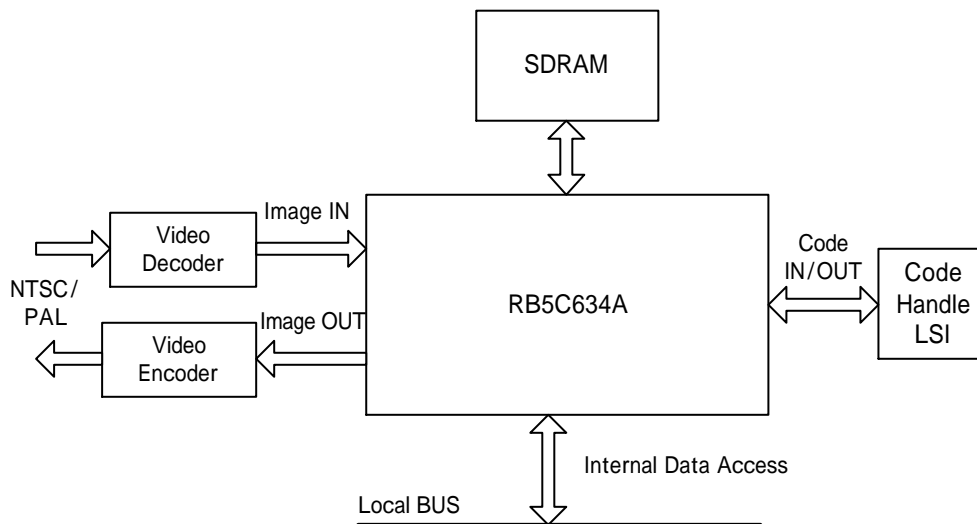 SDRAM
Image IN
Video
Decoder
NTSC/
PAL
Image OUT
Video
Encoder
RB5C634A
Code
IN/OUT
Code
Handle
LSI
Internal Data Access
Local BUS